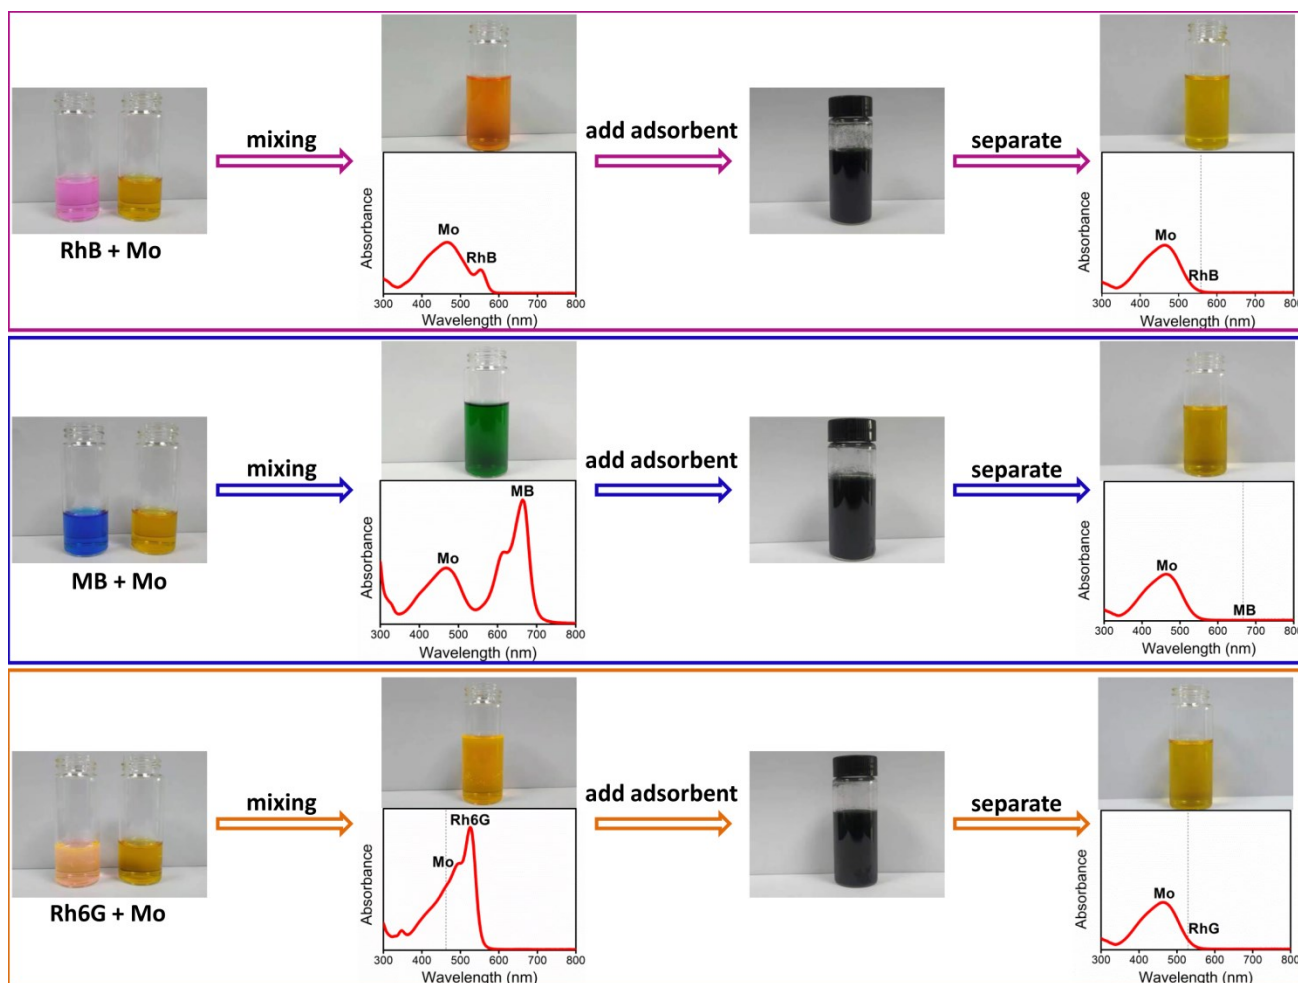 RhB + Mo
mixing
Absorbance
Mo
RhB
300 400 500 600 700 800
Wavelength (nm)
add adsorbent
separate
Absorbance
Mo
RhB
300 400 500 600 700 800
Wavelength (nm)
MB + Mo
mixing
Absorbance
Mo
MB
300 400 500 600 700 800
Wavelength (nm)
add adsorbent
separate
Absorbance
Mo
MB
300 400 500 600 700 800
Wavelength (nm)
Rh6G + Mo
mixing
Absorbance
Mo
Rh6G
300 400 500 600 700 800
Wavelength (nm)
add adsorbent
separate
Absorbance
Mo
RhG
300 400 500 600 700 800
Wavelength (nm)